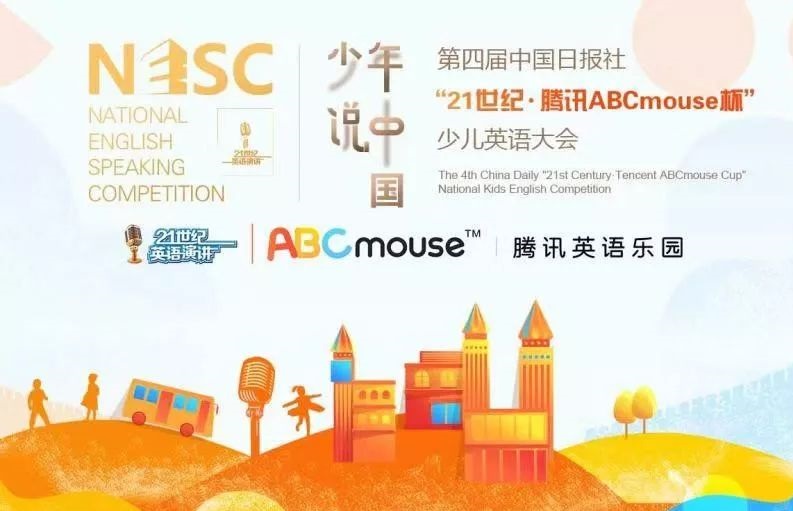 NESC
NATIONAL
ENGLISH
SPEAKING
COMPETITION
21世纪
英语演讲
少年
说中国
第四届中国日报社
“21世纪·腾讯ABCmouse杯”
少儿英语大会
The 4th China Daily "21st Century·Tencent ABCmouse Cup"
National Kids English Competition
21世纪
英语演讲
ABCmouse™
腾讯英语乐园